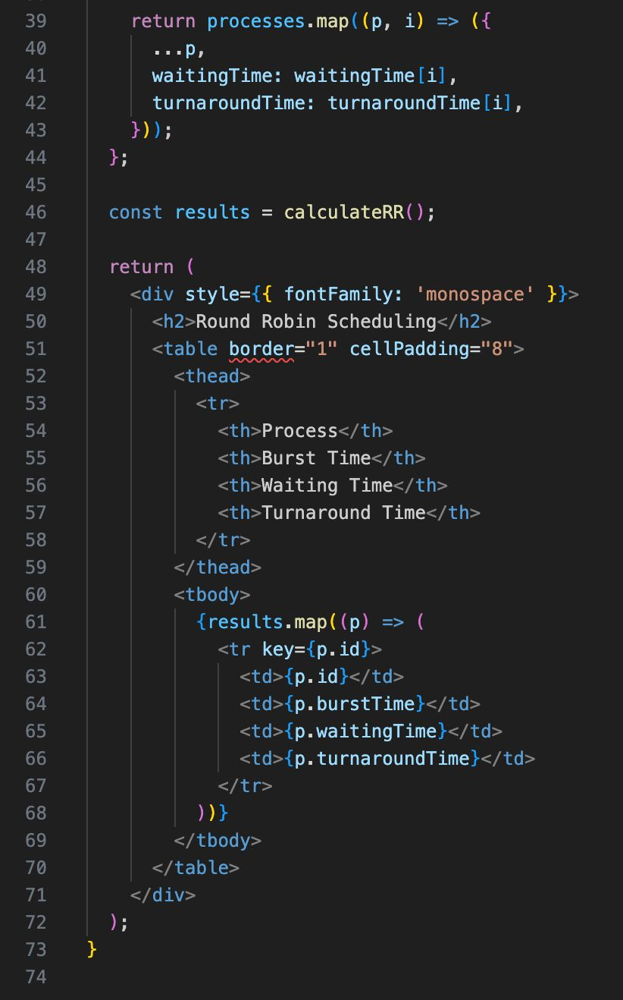 39 return processes.map((p, i) => ({
40 ...p,
41 waitingTime: waitingTime[i],
42 turnaroundTime: turnaroundTime[i],
43 }));
44 };
45
46 const results = calculateRR();
47
48 return (
49 <div style={{ fontFamily: 'monospace' }}>
50 <h2>Round Robin Scheduling</h2>
51 <table border="1" cellPadding="8">
52 <thead>
53 <tr>
54 <th>Process</th>
55 <th>Burst Time</th>
56 <th>Waiting Time</th>
57 <th>Turnaround Time</th>
58 </tr>
59 </thead>
60 <tbody>
61 {results.map((p) => (
62 <tr key={p.id}>
63 <td>{p.id}</td>
64 <td>{p.burstTime}</td>
65 <td>{p.waitingTime}</td>
66 <td>{p.turnaroundTime}</td>
67 </tr>
68 ))}
69 </tbody>
70 </table>
71 </div>
72 );
73 }
74